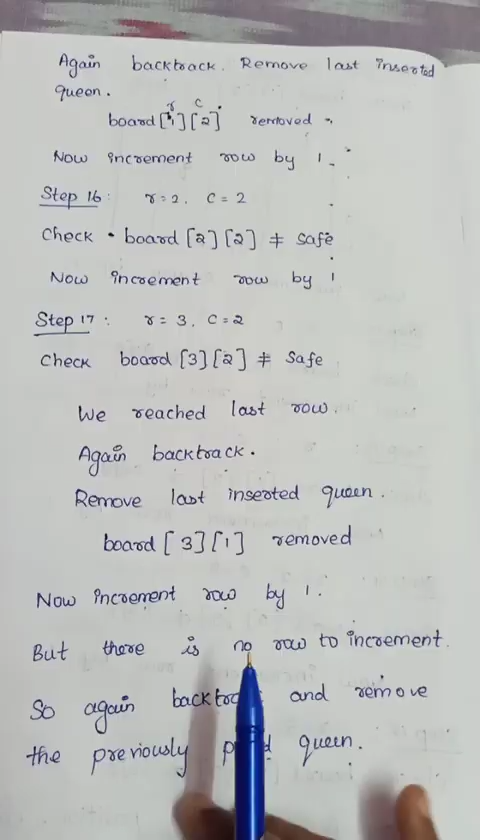 Again backtrack. Remove last inserted
queen.
r c
board[1][2] removed.
Now increment row by 1.
Step 16: r=2. c=2
Check board[2][2] ≠ Safe
Now increment row by 1
Step 17: r=3. c=2
Check board[3][2] ≠ Safe
We reached last row.
Again backtrack.
Remove last inserted queen.
board[3][1] removed
Now increment row by 1.
But there is no row to increment.
So again and remove
the previously queen.